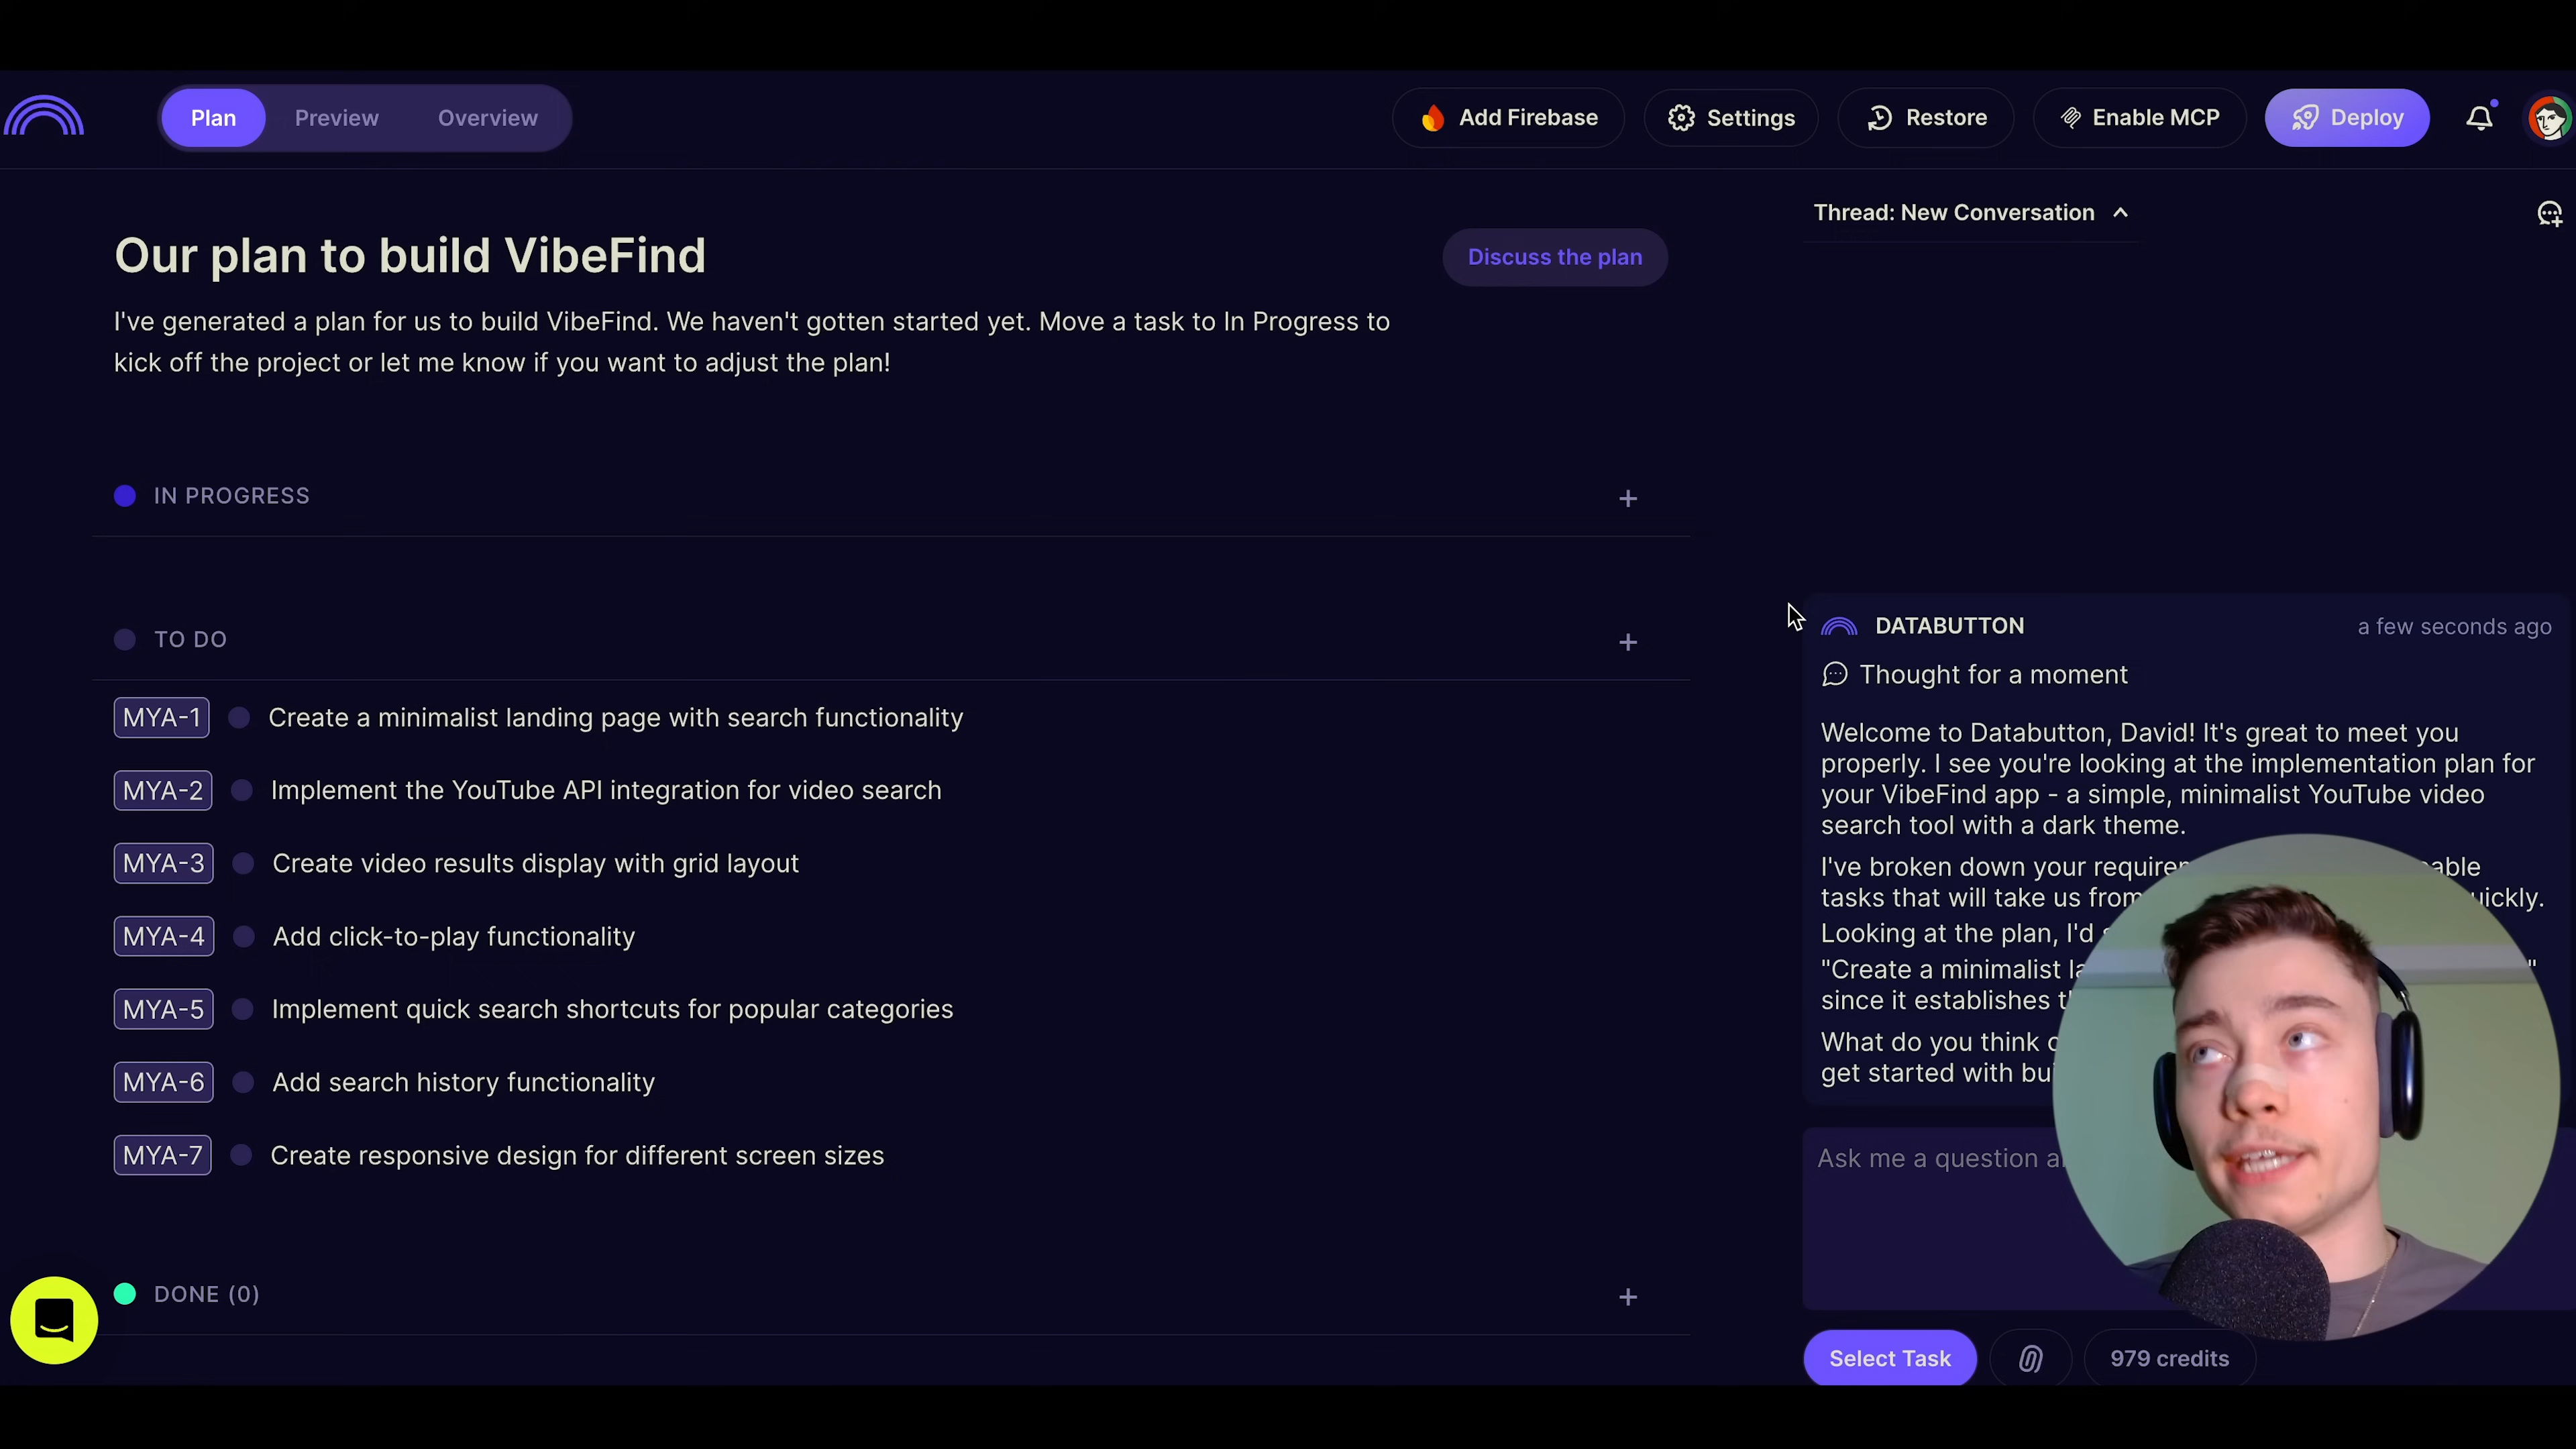 Plan
Preview
Overview
Add Firebase
Settings
Restore
Enable MCP
Deploy
Our plan to build VibeFind
Discuss the plan
I've generated a plan for us to build VibeFind. We haven't gotten started yet. Move a task to In Progress to
kick off the project or let me know if you want to adjust the plan!
IN PROGRESS
TO DO
MYA-1 Create a minimalist landing page with search functionality
MYA-2 Implement the YouTube API integration for video search
MYA-3 Create video results display with grid layout
MYA-4 Add click-to-play functionality
MYA-5 Implement quick search shortcuts for popular categories
MYA-6 Add search history functionality
MYA-7 Create responsive design for different screen sizes
DONE (0)
Thread: New Conversation
DATABUTTON
a few seconds ago
Thought for a moment
Welcome to Databutton, David! It's great to meet you
properly. I see you're looking at the implementation plan for
your VibeFind app - a simple, minimalist YouTube video
search tool with a dark theme.
I've broken down your
tasks that will take us from
Looking at the plan, I'd
"Create a minimalist
since it establishes
What do you think
get started with
Ask me a question
Select Task
979 credits